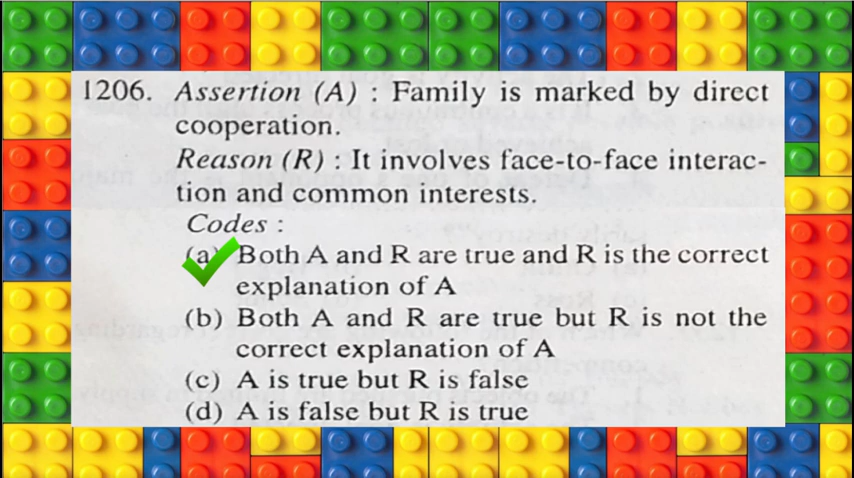 1206. Assertion (A) : Family is marked by direct
cooperation.
Reason (R) : It involves face-to-face interac-
tion and common interests.
Codes :
(a) Both A and R are true and R is the correct
explanation of A
(b) Both A and R are true but R is not the
correct explanation of A
(c) A is true but R is false
(d) A is false but R is true